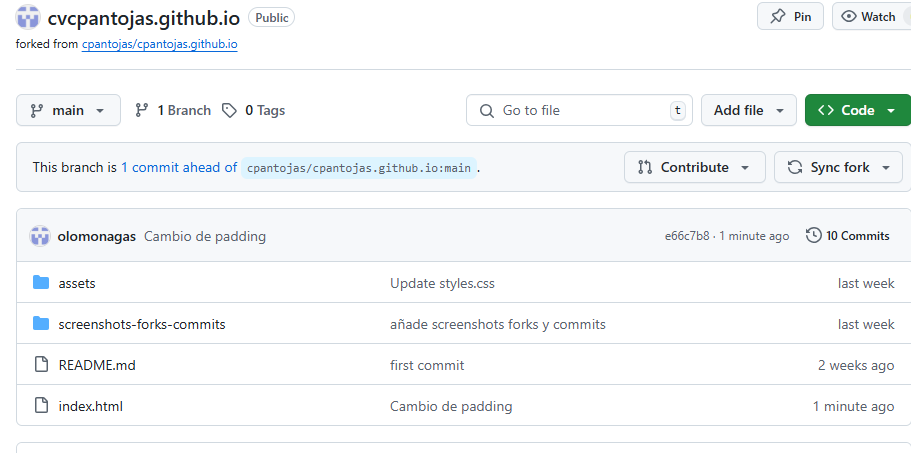 cvcpantojas.github.io Public Pin Watch
forked from cpantojas/cpantojas.github.io
main 1 Branch 0 Tags Go to file t Add file <> Code
This branch is 1 commit ahead of cpantojas/cpantojas.github.io:main . Contribute Sync fork
olomonagas Cambio de padding e66c7b8 · 1 minute ago 10 Commits
assets Update styles.css last week
screenshots-forks-commits añade screenshots forks y commits last week
README.md first commit 2 weeks ago
index.html Cambio de padding 1 minute ago